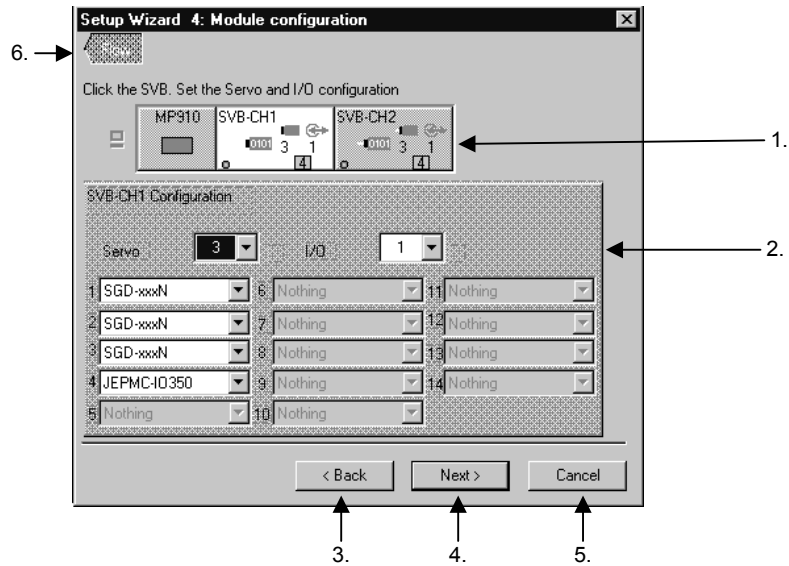 Setup Wizard 4: Module configuration
6.
Flow
Click the SVB. Set the Servo and I/O configuration
MP910 SVB-CH1 SVB-CH2
0101 3 1 0101 3 1
4 4
1.
SVB-CH1 Configuration
Servo 3 I/O 1
2.
1 SGD-xxxN 6 Nothing 11 Nothing
2 SGD-xxxN 7 Nothing 12 Nothing
3 SGD-xxxN 8 Nothing 13 Nothing
4 JEPMC-IO350 9 Nothing 14 Nothing
5 Nothing 10 Nothing
< Back Next > Cancel
3. 4. 5.